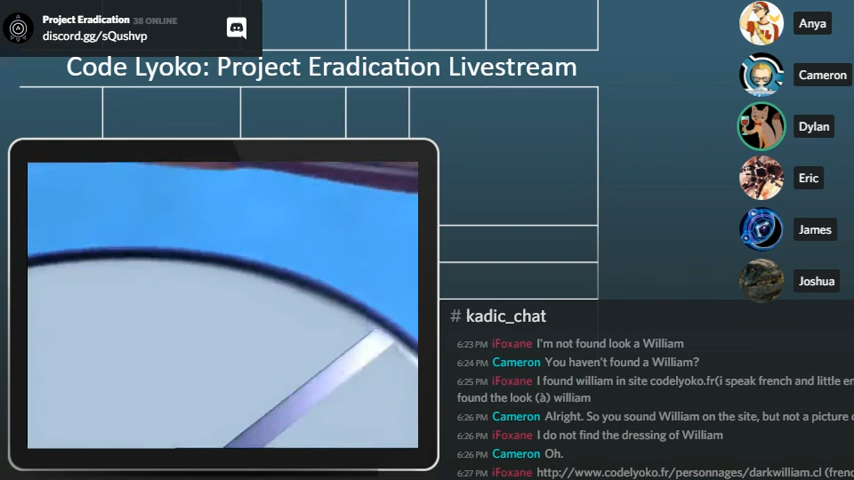 Project Eradication 38 ONLINE
discord.gg/sQushvp
Code Lyoko: Project Eradication Livestream
Anya
Cameron
Dylan
Eric
James
Joshua
# kadic_chat
6:23 PM iFoxane I'm not found look a William
6:24 PM Cameron You haven't found a William?
6:25 PM iFoxane I found william in site codelyoko.fr(i speak french and little
found the look (à) william
6:26 PM Cameron Alright. So you sound William on the site, but not a picture
6:26 PM iFoxane I do not find the dressing of William
6:26 PM Cameron Oh.
6:27 PM iFoxane http://www.codelyoko.fr/personnages/darkwilliam.cl